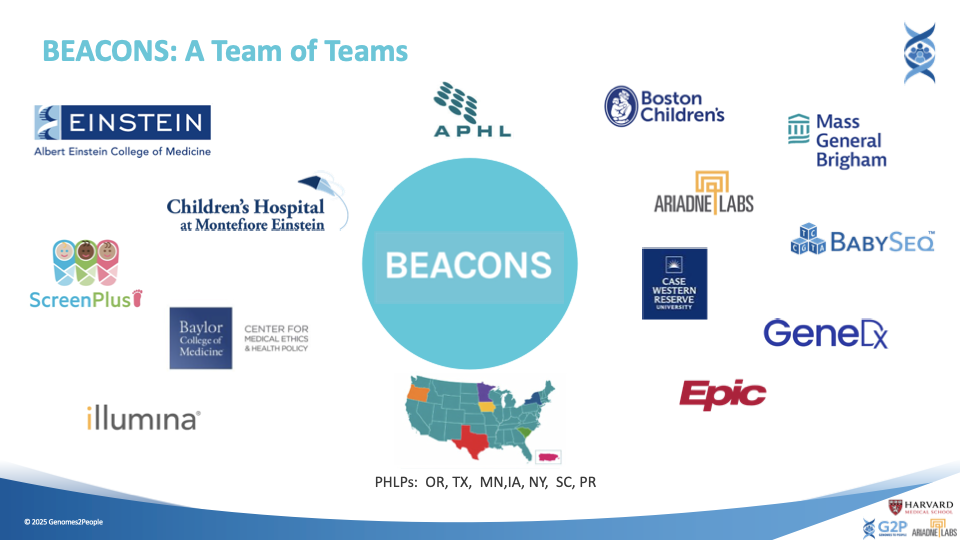 BEACONS: A Team of Teams
EINSTEIN
Albert Einstein College of Medicine
APHL
Boston
Children's
Mass
General
Brigham
Children's Hospital
at Montefiore Einstein
ARIADNE LABS
BABYSEQ™
ScreenPlus
BEACONS
CASE
WESTERN
RESERVE
UNIVERSITY
Baylor
College of
Medicine
CENTER FOR
MEDICAL ETHICS
& HEALTH POLICY
GeneDx
Epic
illumina®
PHLPs: OR, TX, MN,IA, NY, SC, PR
© 2025 Genomes2People
HARVARD
MEDICAL SCHOOL
G2P
GENOMES TO PEOPLE
ARIADNE LABS